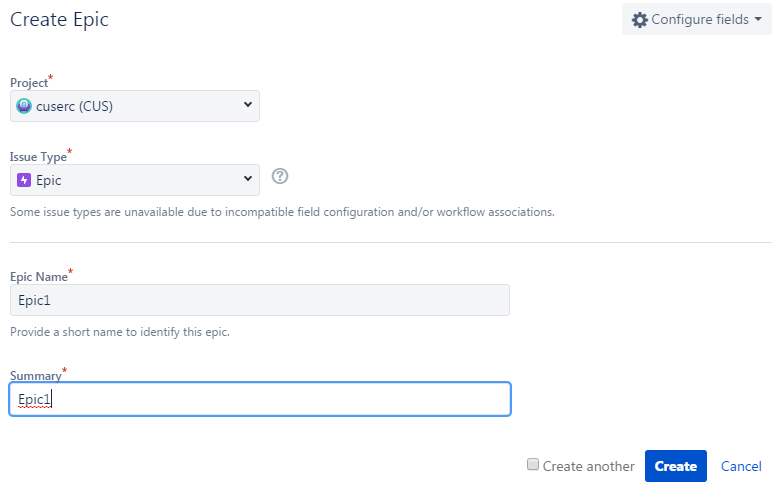 Create Epic
Configure fields
Project*
cuserc (CUS)
Issue Type*
Epic
Some issue types are unavailable due to incompatible field configuration and/or workflow associations.
Epic Name*
Epic1
Provide a short name to identify this epic.
Summary*
Epic1
Create another Create Cancel